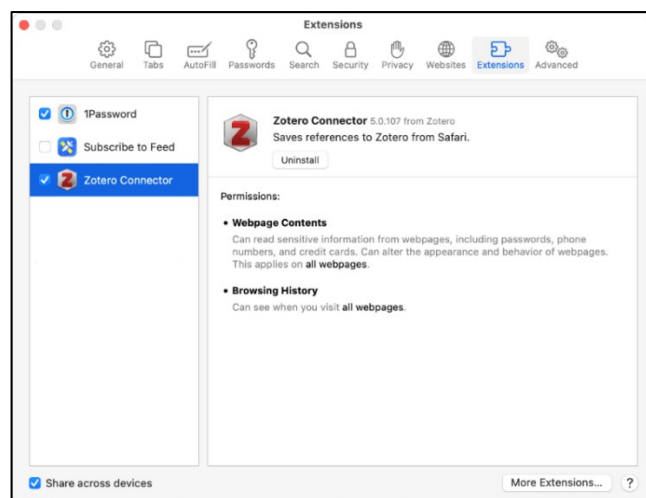 Extensions
General Tabs AutoFill Passwords Search Security Privacy Websites Extensions Advanced
1Password
Subscribe to Feed
Zotero Connector
Zotero Connector 5.0.107 from Zotero
Saves references to Zotero from Safari.
Uninstall
Permissions:
• Webpage Contents
Can read sensitive information from webpages, including passwords, phone
numbers, and credit cards. Can alter the appearance and behavior of webpages.
This applies on all webpages.
• Browsing History
Can see when you visit all webpages.
Share across devices
More Extensions...
?